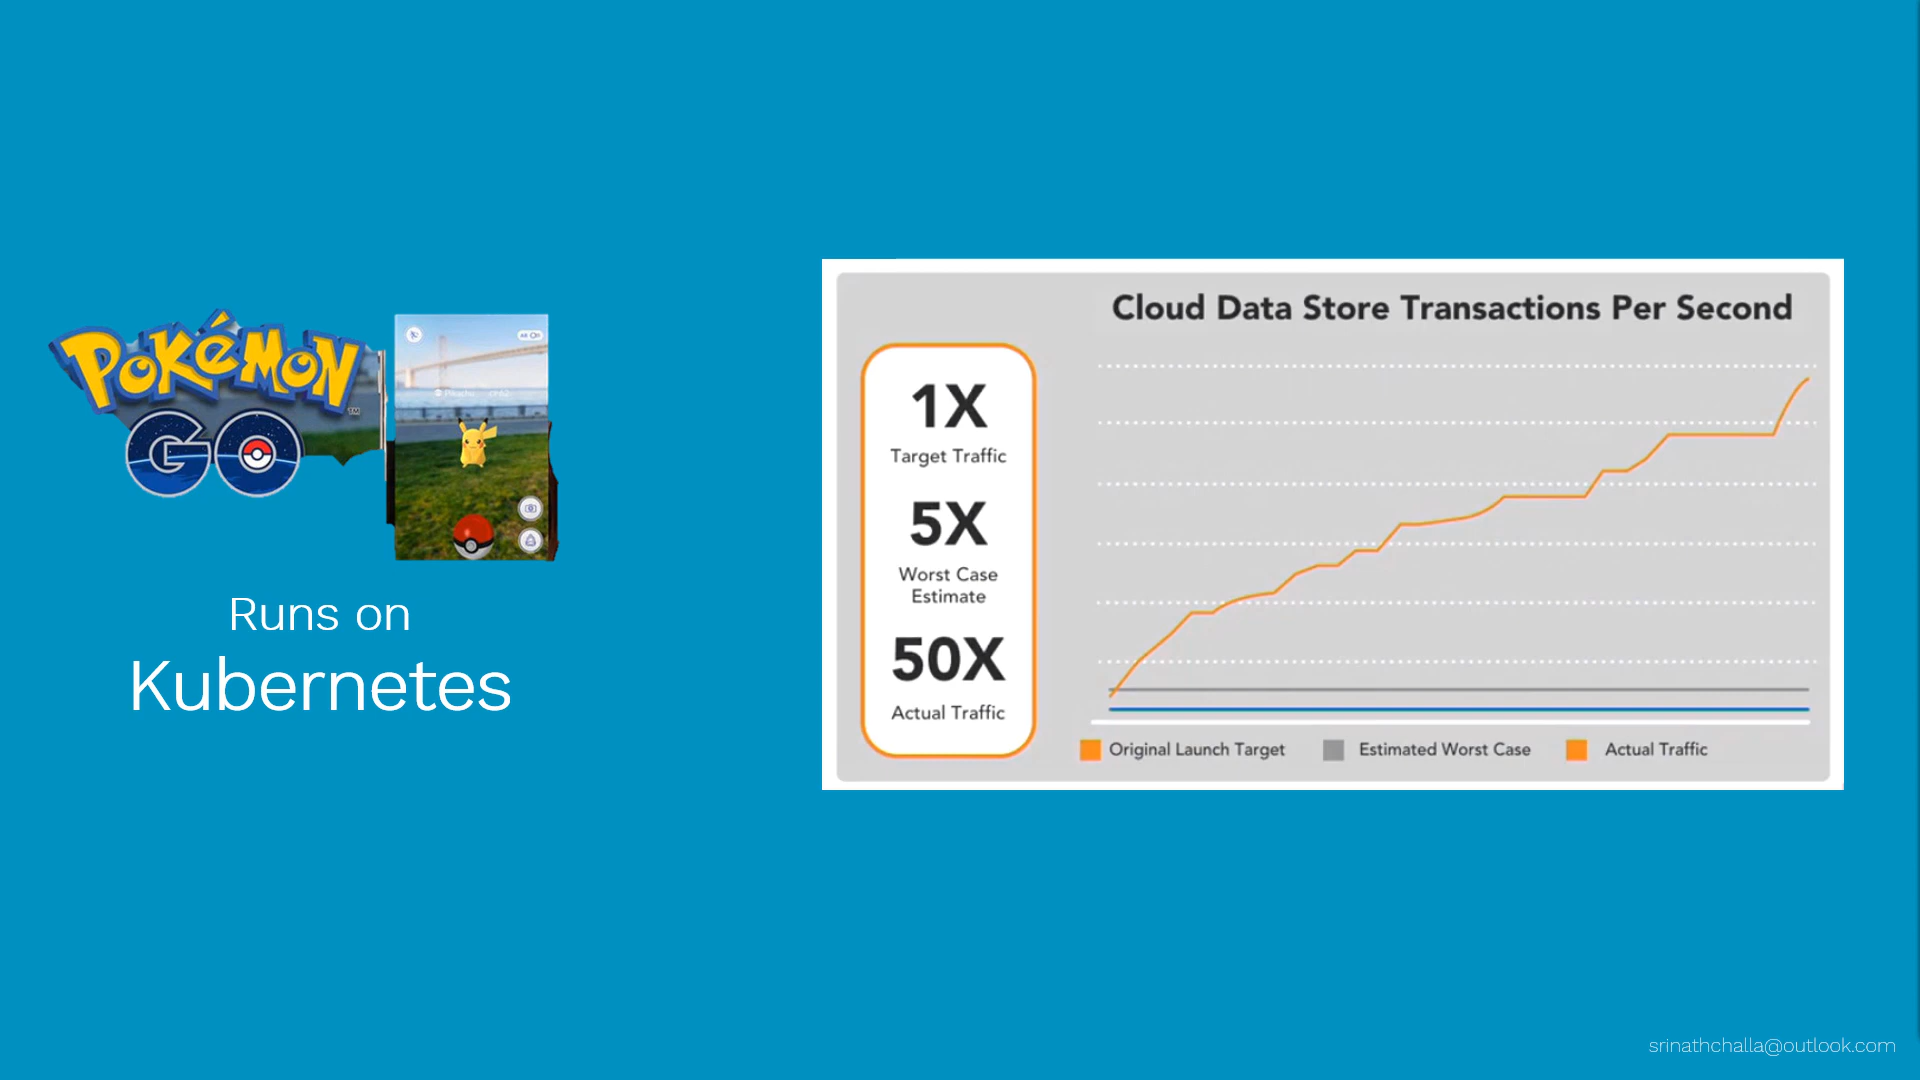 POKéMON
TM
GO
Runs on
Kubernetes
Cloud Data Store Transactions Per Second
1X
Target Traffic
5X
Worst Case
Estimate
50X
Actual Traffic
Original Launch Target
Estimated Worst Case
Actual Traffic
srinathchalla@outlook.com